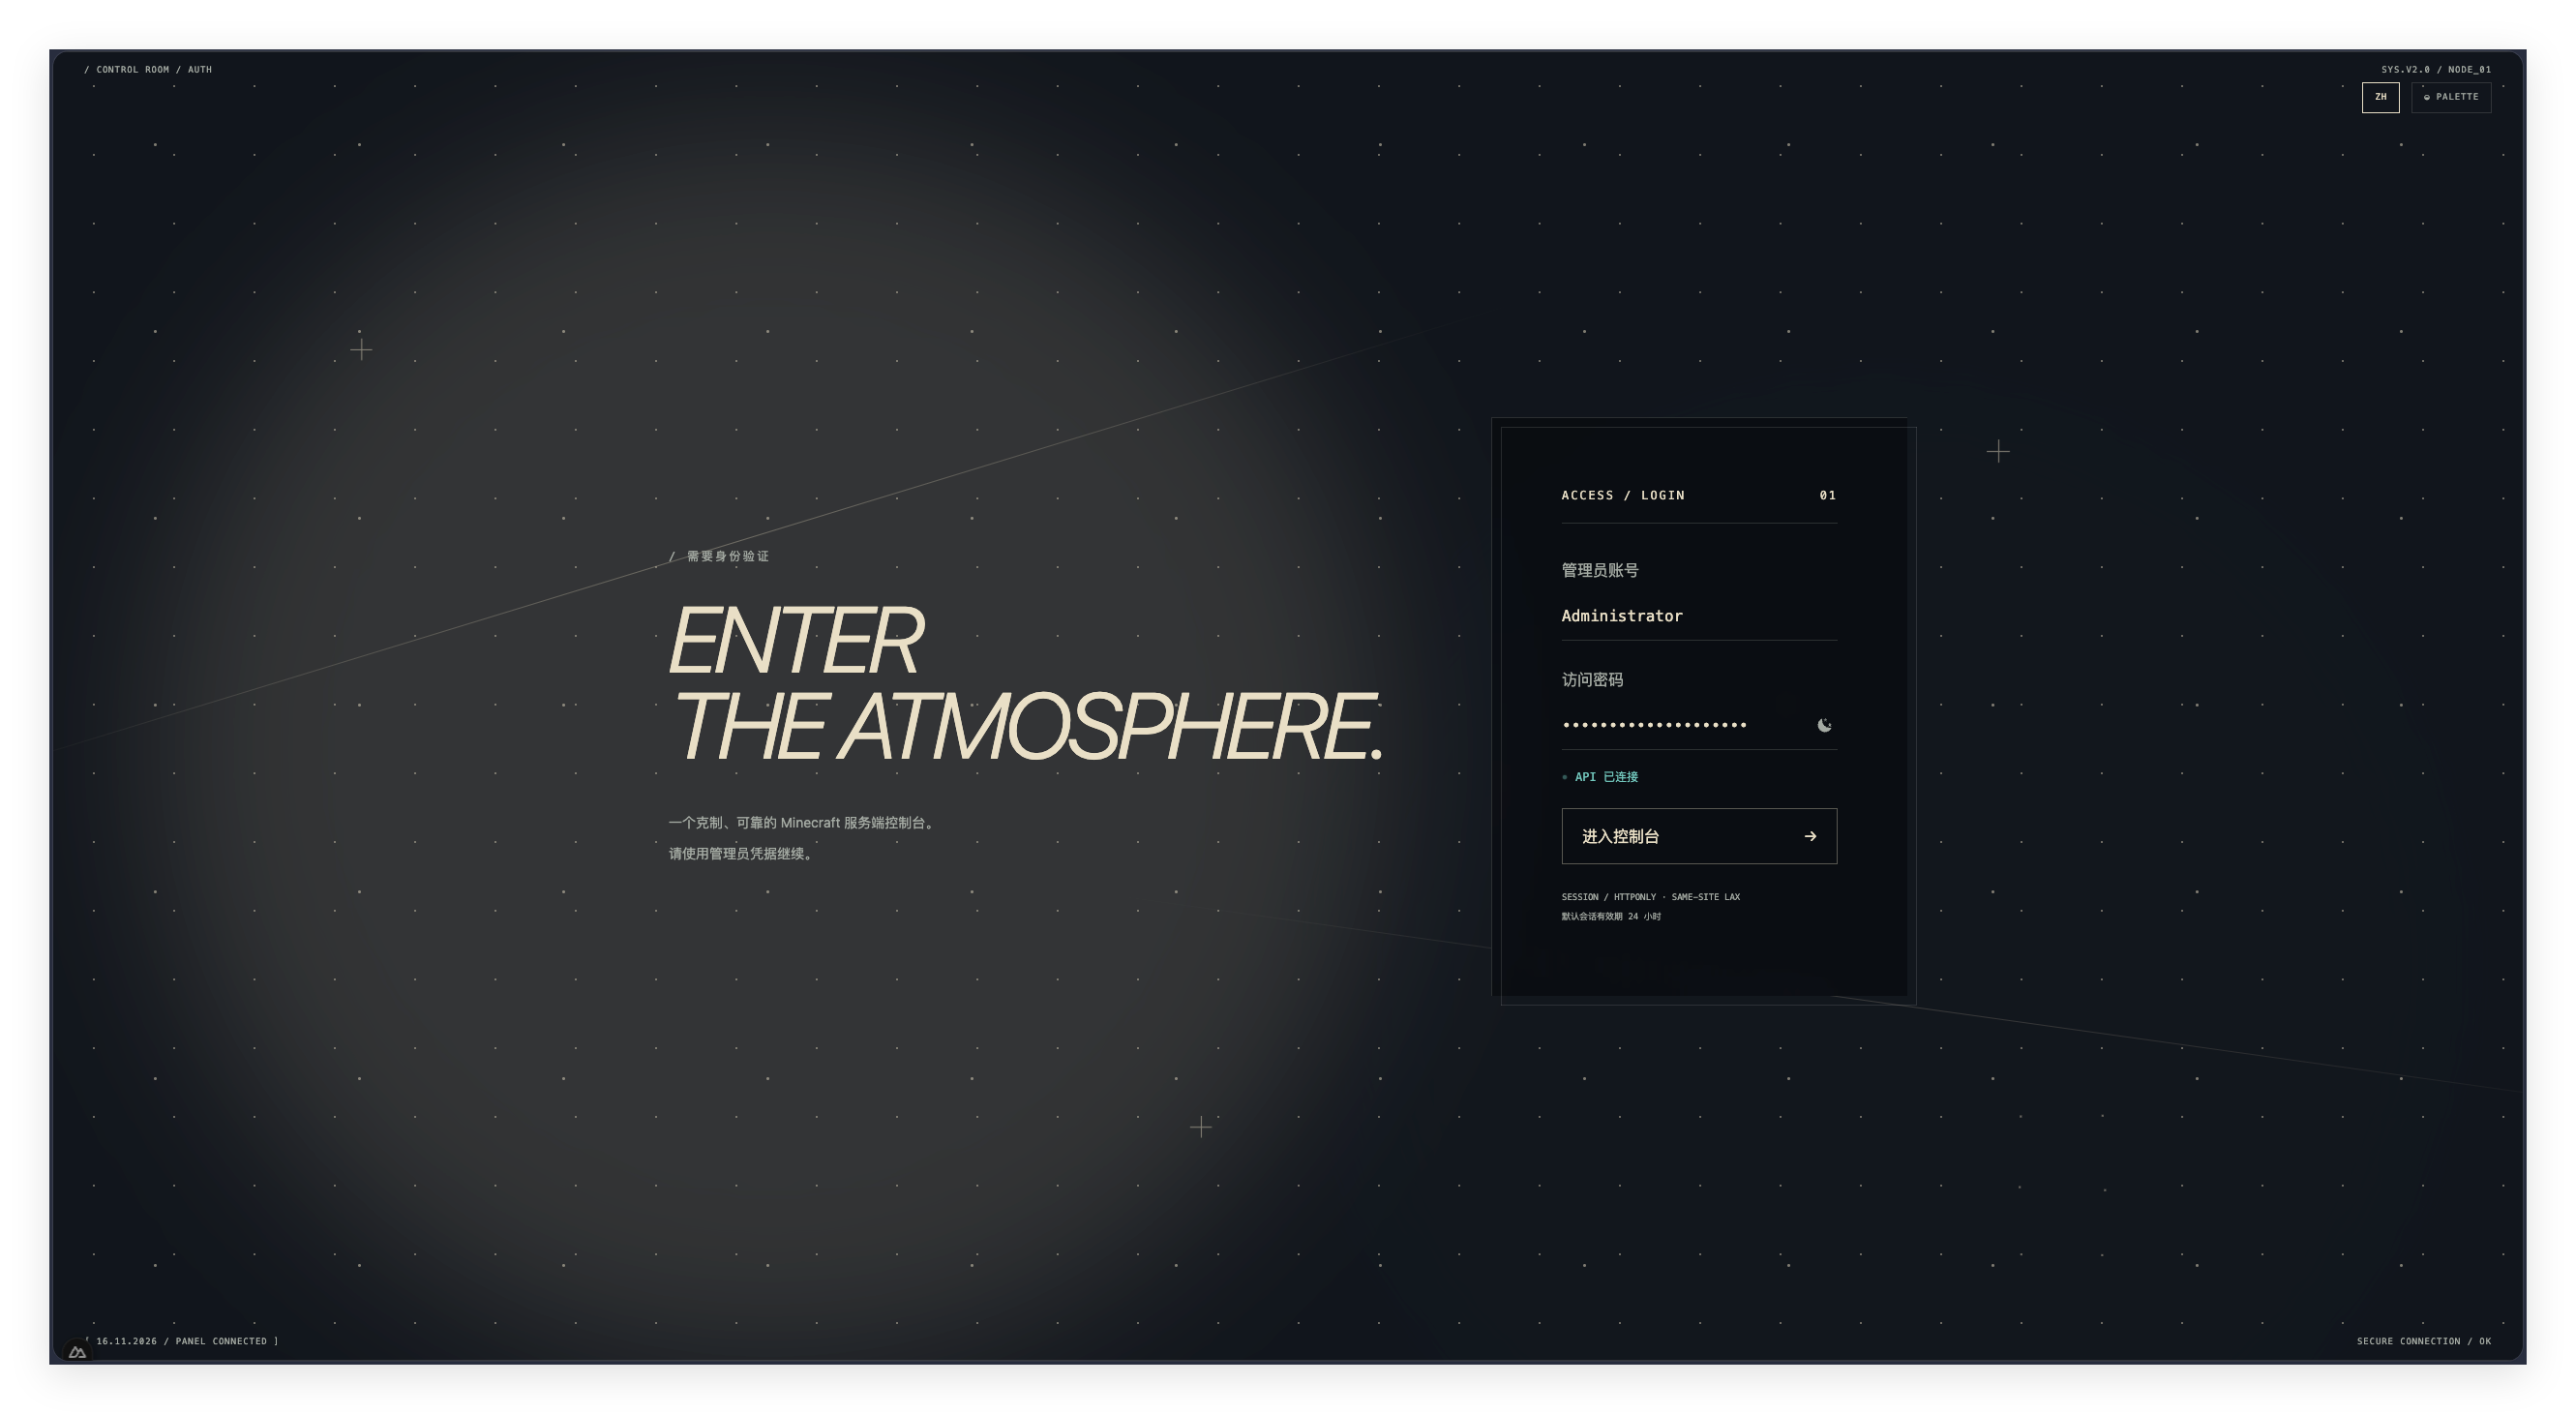 / CONTROL ROOM / AUTH
SYS.V2.0 / NODE_01
ZH
PALETTE
/ 需要身份验证
ENTER
THE ATMOSPHERE.
一个克制、可靠的 Minecraft 服务端控制台。
请使用管理员凭据继续。
ACCESS / LOGIN 01
管理员账号
Administrator
访问密码
API 已连接
进入控制台 →
SESSION / HTTPONLY · SAME-SITE LAX
默认会话有效期 24 小时
[ 16.11.2026 / PANEL CONNECTED ]
SECURE CONNECTION / OK